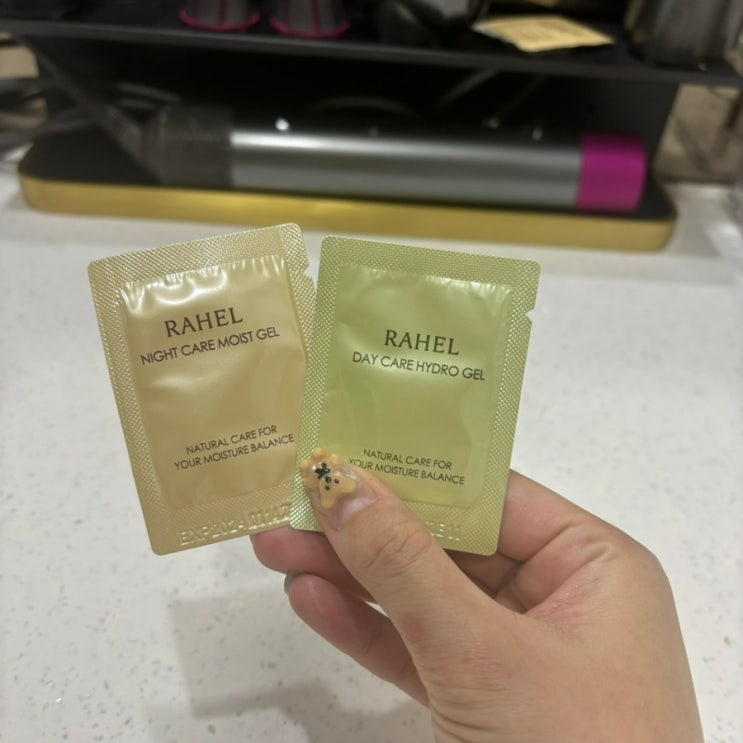 RAHEL
NIGHT CARE MOIST GEL
NATURAL CARE FOR
YOUR MOISTURE BALANCE
RAHEL
DAY CARE HYDRO GEL
NATURAL CARE FOR
YOUR MOISTURE BALANCE